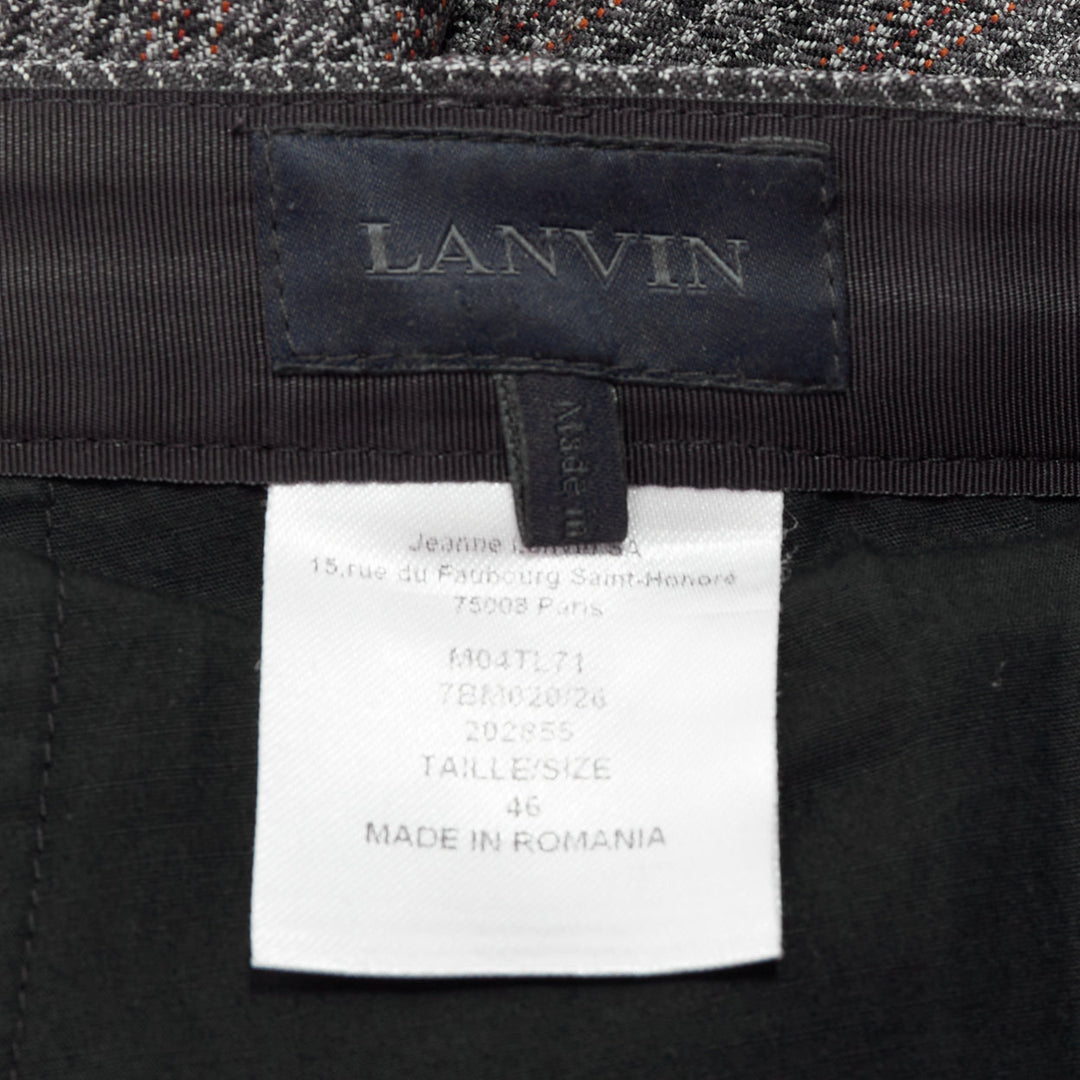 LANVIN
Made in
Jeanne Lanvin SA
15,rue du Faubourg Saint-Honoré
75008 Paris
M04TL71
7BM020/26
202855
TAILLE/SIZE
46
MADE IN ROMANIA